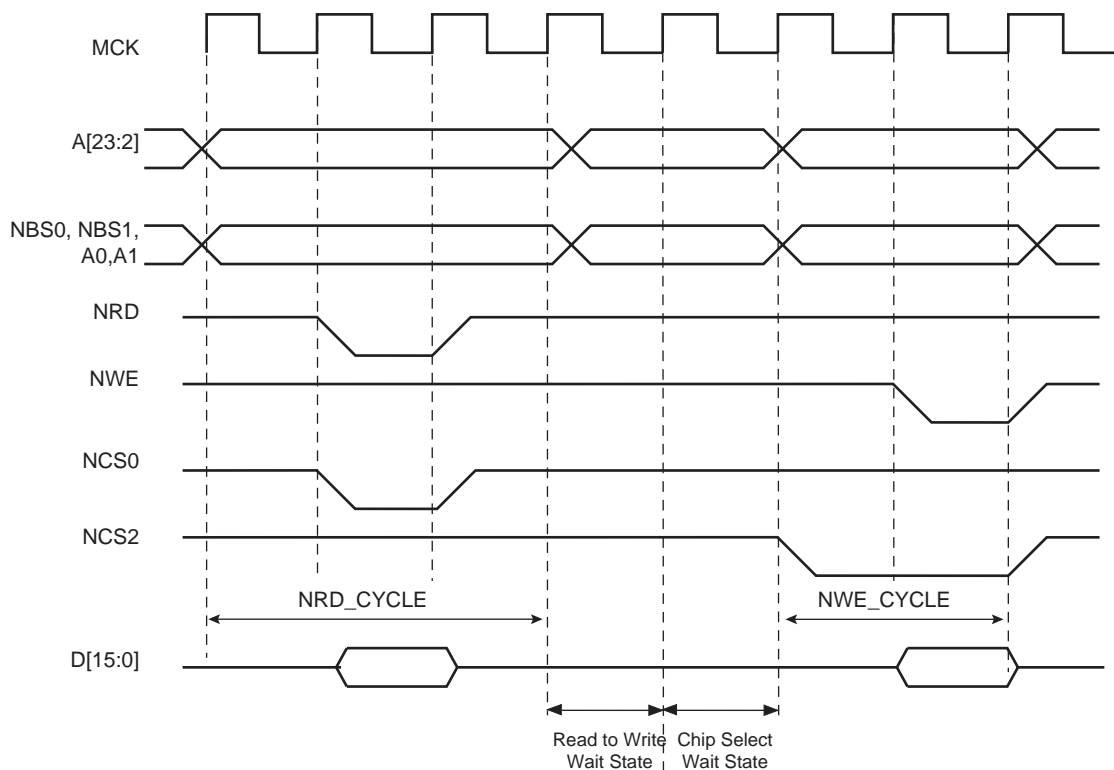 MCK
A[23:2]
NBS0, NBS1,
A0,A1
NRD
NWE
NCS0
NCS2
NRD_CYCLE
NWE_CYCLE
D[15:0]
Read to Write
Wait State
Chip Select
Wait State